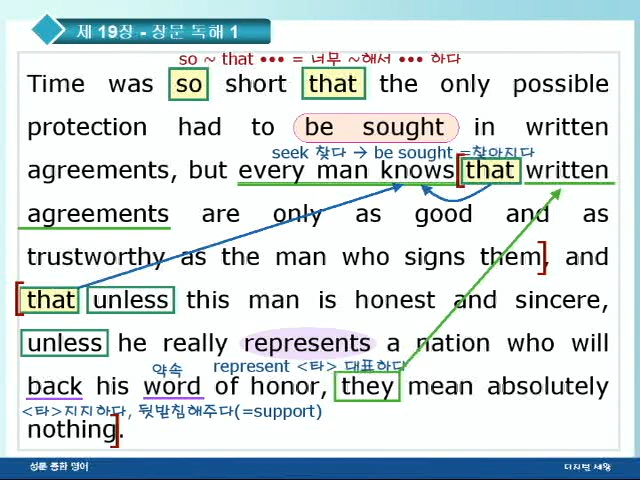 제 19장 - 장문 독해 1
so ~ that ••• = 너무 ~해서 ••• 하다
Time was so short that the only possible
protection had to be sought in written
seek 찾다 → be sought =찾아지다
agreements, but every man knows [that written
agreements are only as good and as
trustworthy as the man who signs them], and
[that unless this man is honest and sincere,
unless he really represents a nation who will
약속 represent <타> 대표하다
back his word of honor, they mean absolutely
<타>지지하다, 뒷받침해주다(=support)
nothing].
성문 종합 영어
디지털 세움